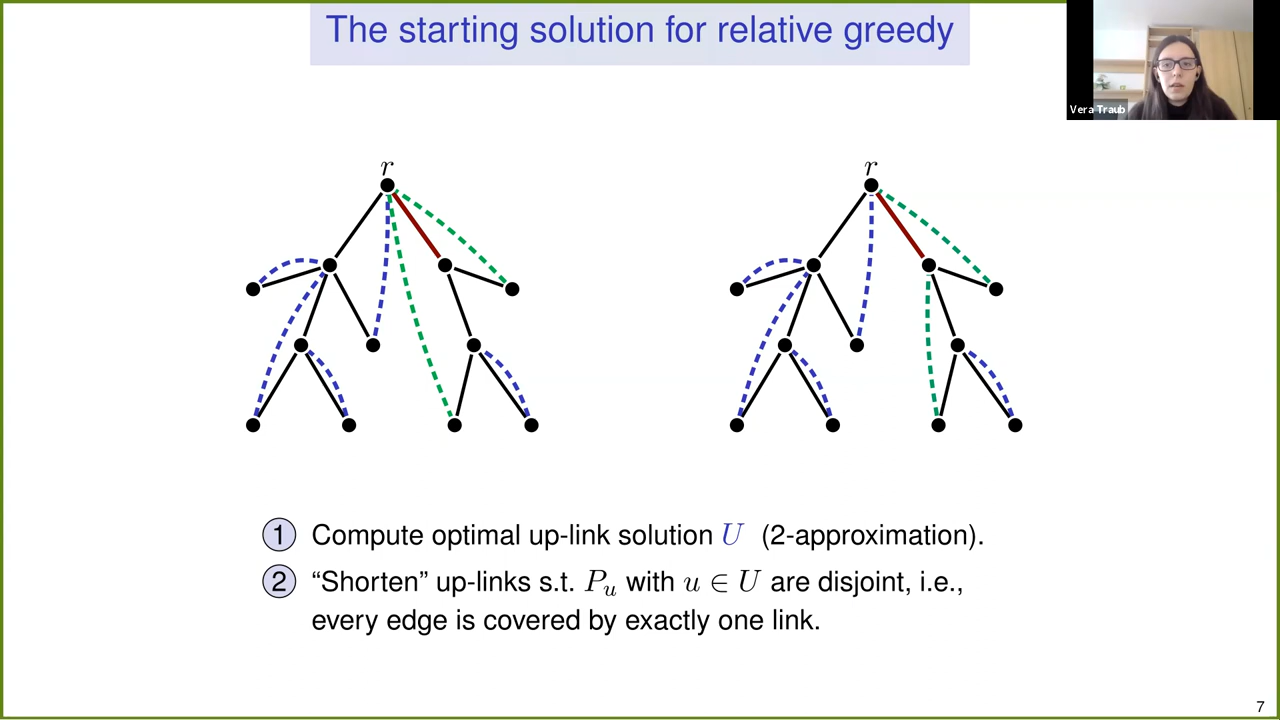 The starting solution for relative greedy
Vera Traub
r
r
1 Compute optimal up-link solution U (2-approximation).
2 “Shorten” up-links s.t. Pᵤ with u ∈ U are disjoint, i.e.,
every edge is covered by exactly one link.
7